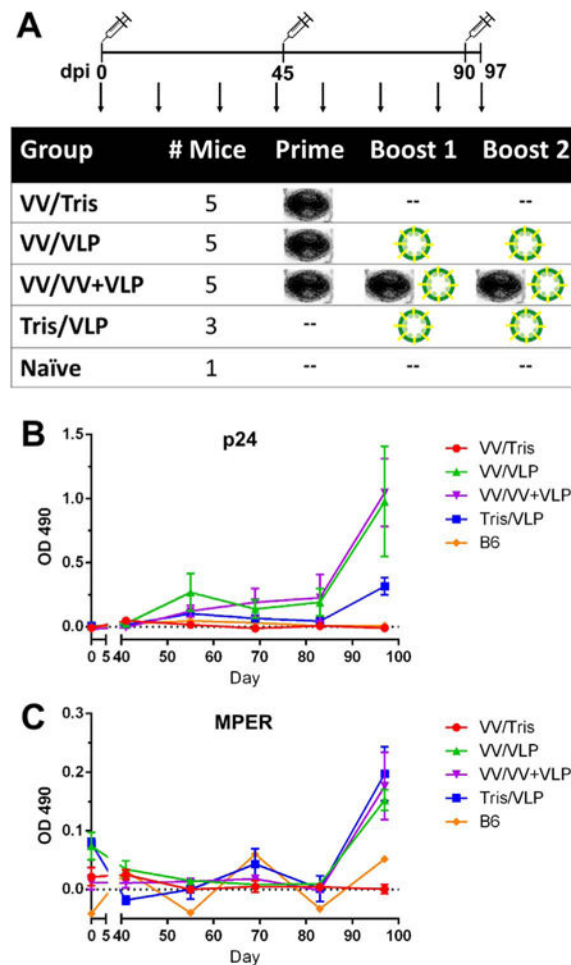 A
dpi 0 45 90 97
Group # Mice Prime Boost 1 Boost 2
VV/Tris 5 -- --
VV/VLP 5
VV/VV+VLP 5
Tris/VLP 3 --
Naïve 1 -- -- --
B p24
1.5
1.0
0.5
0.0
OD 490
0 5 40 50 60 70 80 90 100
Day
VV/Tris
VV/VLP
VV/VV+VLP
Tris/VLP
B6
C MPER
0.3
0.2
0.1
0.0
OD 490
0 5 40 50 60 70 80 90 100
Day
VV/Tris
VV/VLP
VV/VV+VLP
Tris/VLP
B6